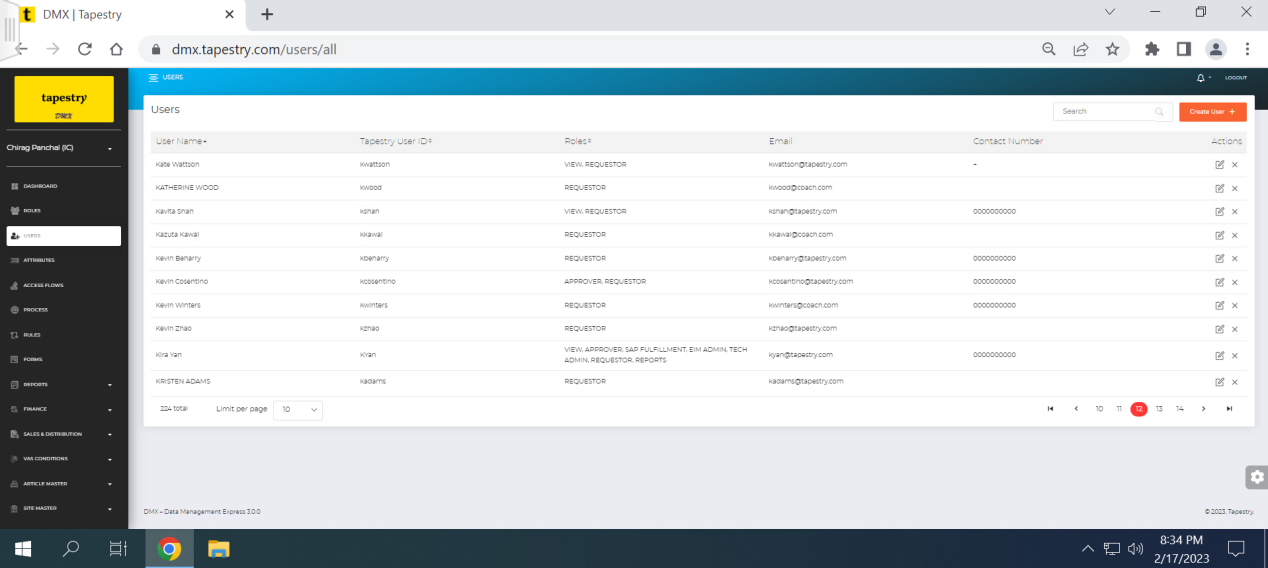 DMX | Tapestry
dmx.tapestry.com/users/all
tapestry
DMX
USERS
LOGOUT
Users
Search
Create User +
Chirag Panchal (IC)
DASHBOARD
ROLES
USERS
ATTRIBUTES
ACCESS FLOWS
PROCESS
RULES
FORMS
REPORTS
FINANCE
SALES & DISTRIBUTION
VAS CONDITIONS
ARTICLE MASTER
SITE MASTER
User Name Tapestry User ID Roles Email Contact Number Actions
Kate Wattson kwattson VIEW, REQUESTOR kwattson@tapestry.com -
KATHERINE WOOD kwood REQUESTOR kwood@coach.com
Kavita Shah kshah VIEW, REQUESTOR kshah@tapestry.com 0000000000
Kazuta Kawai kkawai REQUESTOR kkawai@coach.com
Kevin Benarry kbenarry REQUESTOR kbenarry@tapestry.com 0000000000
Kevin Cosentino kcosentino APPROVER, REQUESTOR kcosentino@tapestry.com 0000000000
Kevin Winters kwinters REQUESTOR kwinters@coach.com 0000000000
Kevin Zhao kzhao REQUESTOR kzhao@tapestry.com
Kira Yan KYan VIEW, APPROVER, SAP FULFILLMENT, EIM ADMIN, TECH ADMIN, REQUESTOR, REPORTS kyan@tapestry.com 0000000000
KRISTEN ADAMS kadams REQUESTOR kadams@tapestry.com
224 total Limit per page 10 10 11 12 13 14
DMX – Data Management Express 3.0.0
© 2023, Tapestry.
8:34 PM
2/17/2023